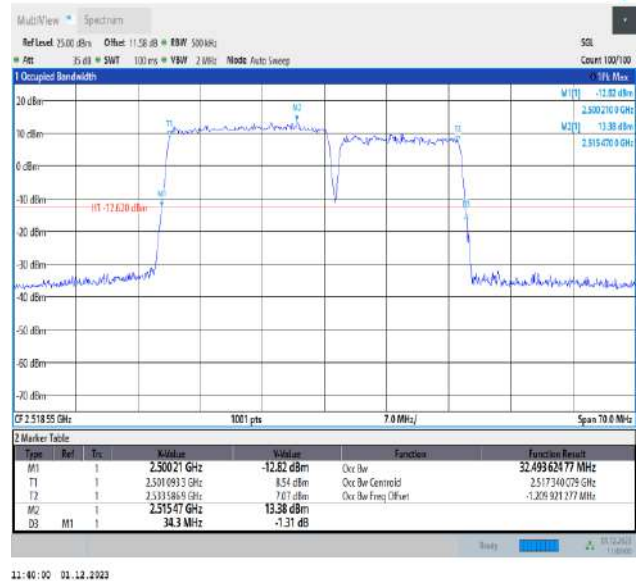 MultiView Spectrum
Ref Level 25.00 dBm Offset 11.58 dB RBW 500 kHz SGL
Att 35 dB SWT 100 ms VBW 2 MHz Mode Auto Sweep Count 100/100
1 Occupied Bandwidth 1Pk Max
M1[1] -12.82 dBm
2.500210 0 GHz
M2[1] 13.38 dBm
2.515470 0 GHz
20 dBm
M2
T1
T2
10 dBm
0 dBm
-10 dBm
M1
H1 -12.620 dBm
-20 dBm
-30 dBm
-40 dBm
-50 dBm
-60 dBm
-70 dBm
CF 2.518 55 GHz 1001 pts 7.0 MHz/ Span 70.0 MHz
2 Marker Table
Type Ref Trc X-Value Y-Value Function Function Result
M1 1 2.500 21 GHz -12.82 dBm Occ Bw 32.493 624 77 MHz
T1 1 2.501 093 3 GHz 8.54 dBm Occ Bw Centroid 2.517 340 079 GHz
T2 1 2.533 586 9 GHz 7.07 dBm Occ Bw Freq Offset -1.209 921 277 MHz
M2 1 2.515 47 GHz 13.38 dBm
D3 M1 1 34.3 MHz -1.31 dB
Ready 01.12.2023
11:40:00 01.12.2023